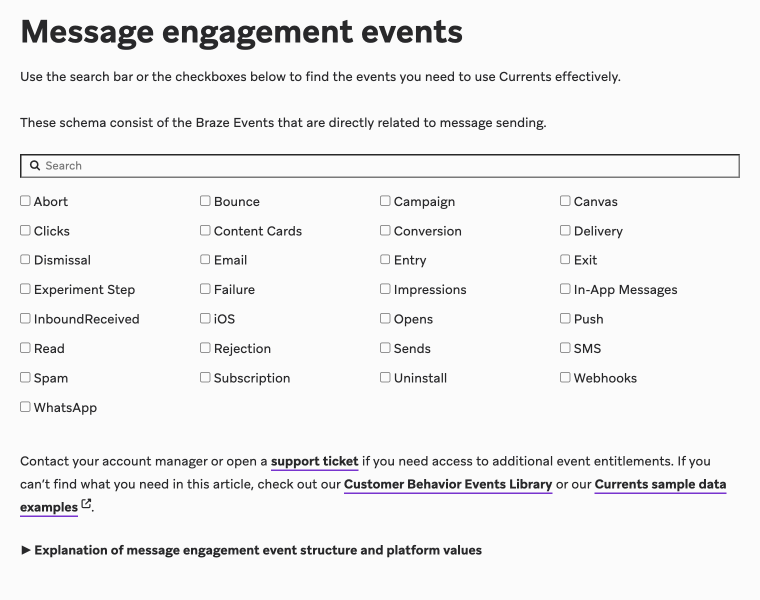 Message engagement events
Use the search bar or the checkboxes below to find the events you need to use Currents effectively.
These schema consist of the Braze Events that are directly related to message sending.
Search
Abort Bounce Campaign Canvas
Clicks Content Cards Conversion Delivery
Dismissal Email Entry Exit
Experiment Step Failure Impressions In-App Messages
InboundReceived iOS Opens Push
Read Rejection Sends SMS
Spam Subscription Uninstall Webhooks
WhatsApp
Contact your account manager or open a support ticket if you need access to additional event entitlements. If you
can’t find what you need in this article, check out our Customer Behavior Events Library or our Currents sample data
examples.
Explanation of message engagement event structure and platform values